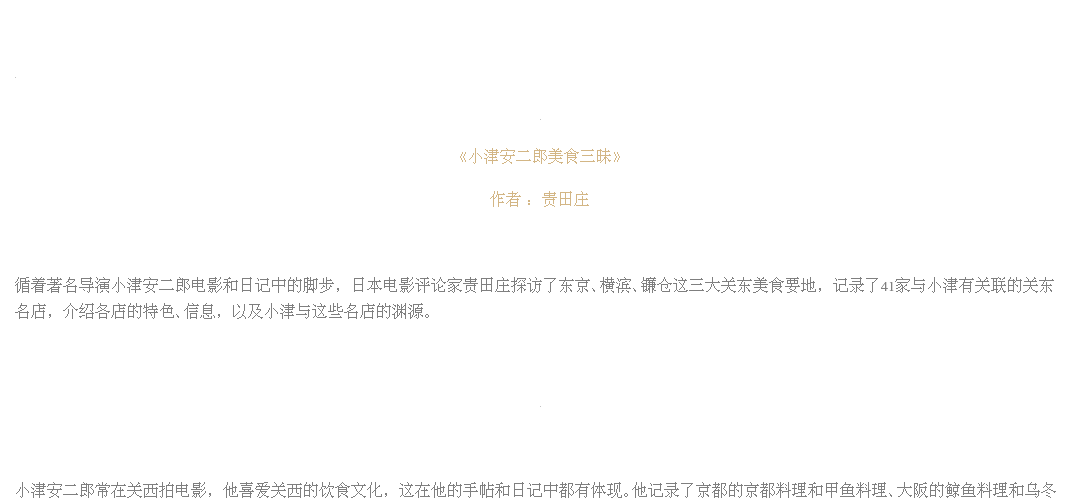 《小津安二郎美食三昧》
作者 ：贵田庄
循着著名导演小津安二郎电影和日记中的脚步，日本电影评论家贵田庄探访了东京、横滨、镰仓这三大关东美食要地，记录了41家与小津有关联的关东
名店，介绍各店的特色、信息，以及小津与这些名店的渊源。
小津安二郎常在关西拍电影，他喜爱关西的饮食文化，这在他的手帖和日记中都有体现。他记录了京都的京都料理和甲鱼料理、大阪的鲸鱼料理和乌冬